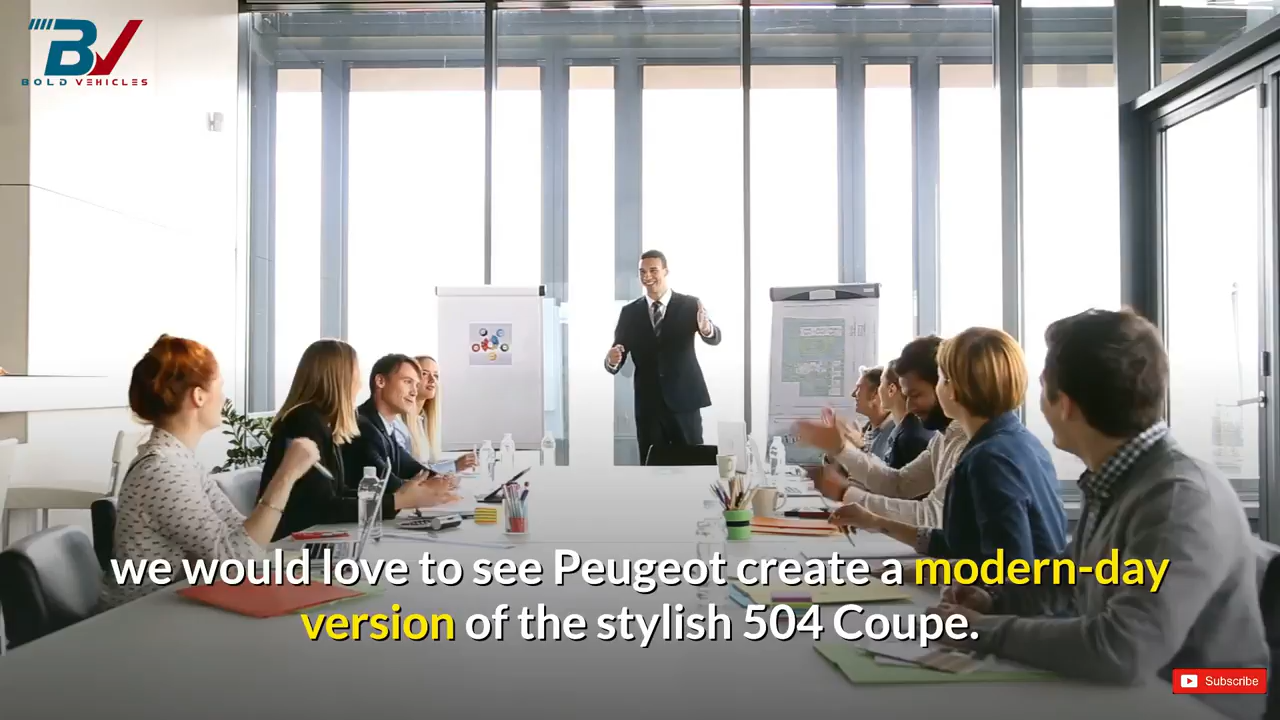 BV
BOLD VEHICLES
we would love to see Peugeot create a modern-day
version of the stylish 504 Coupe.
Subscribe